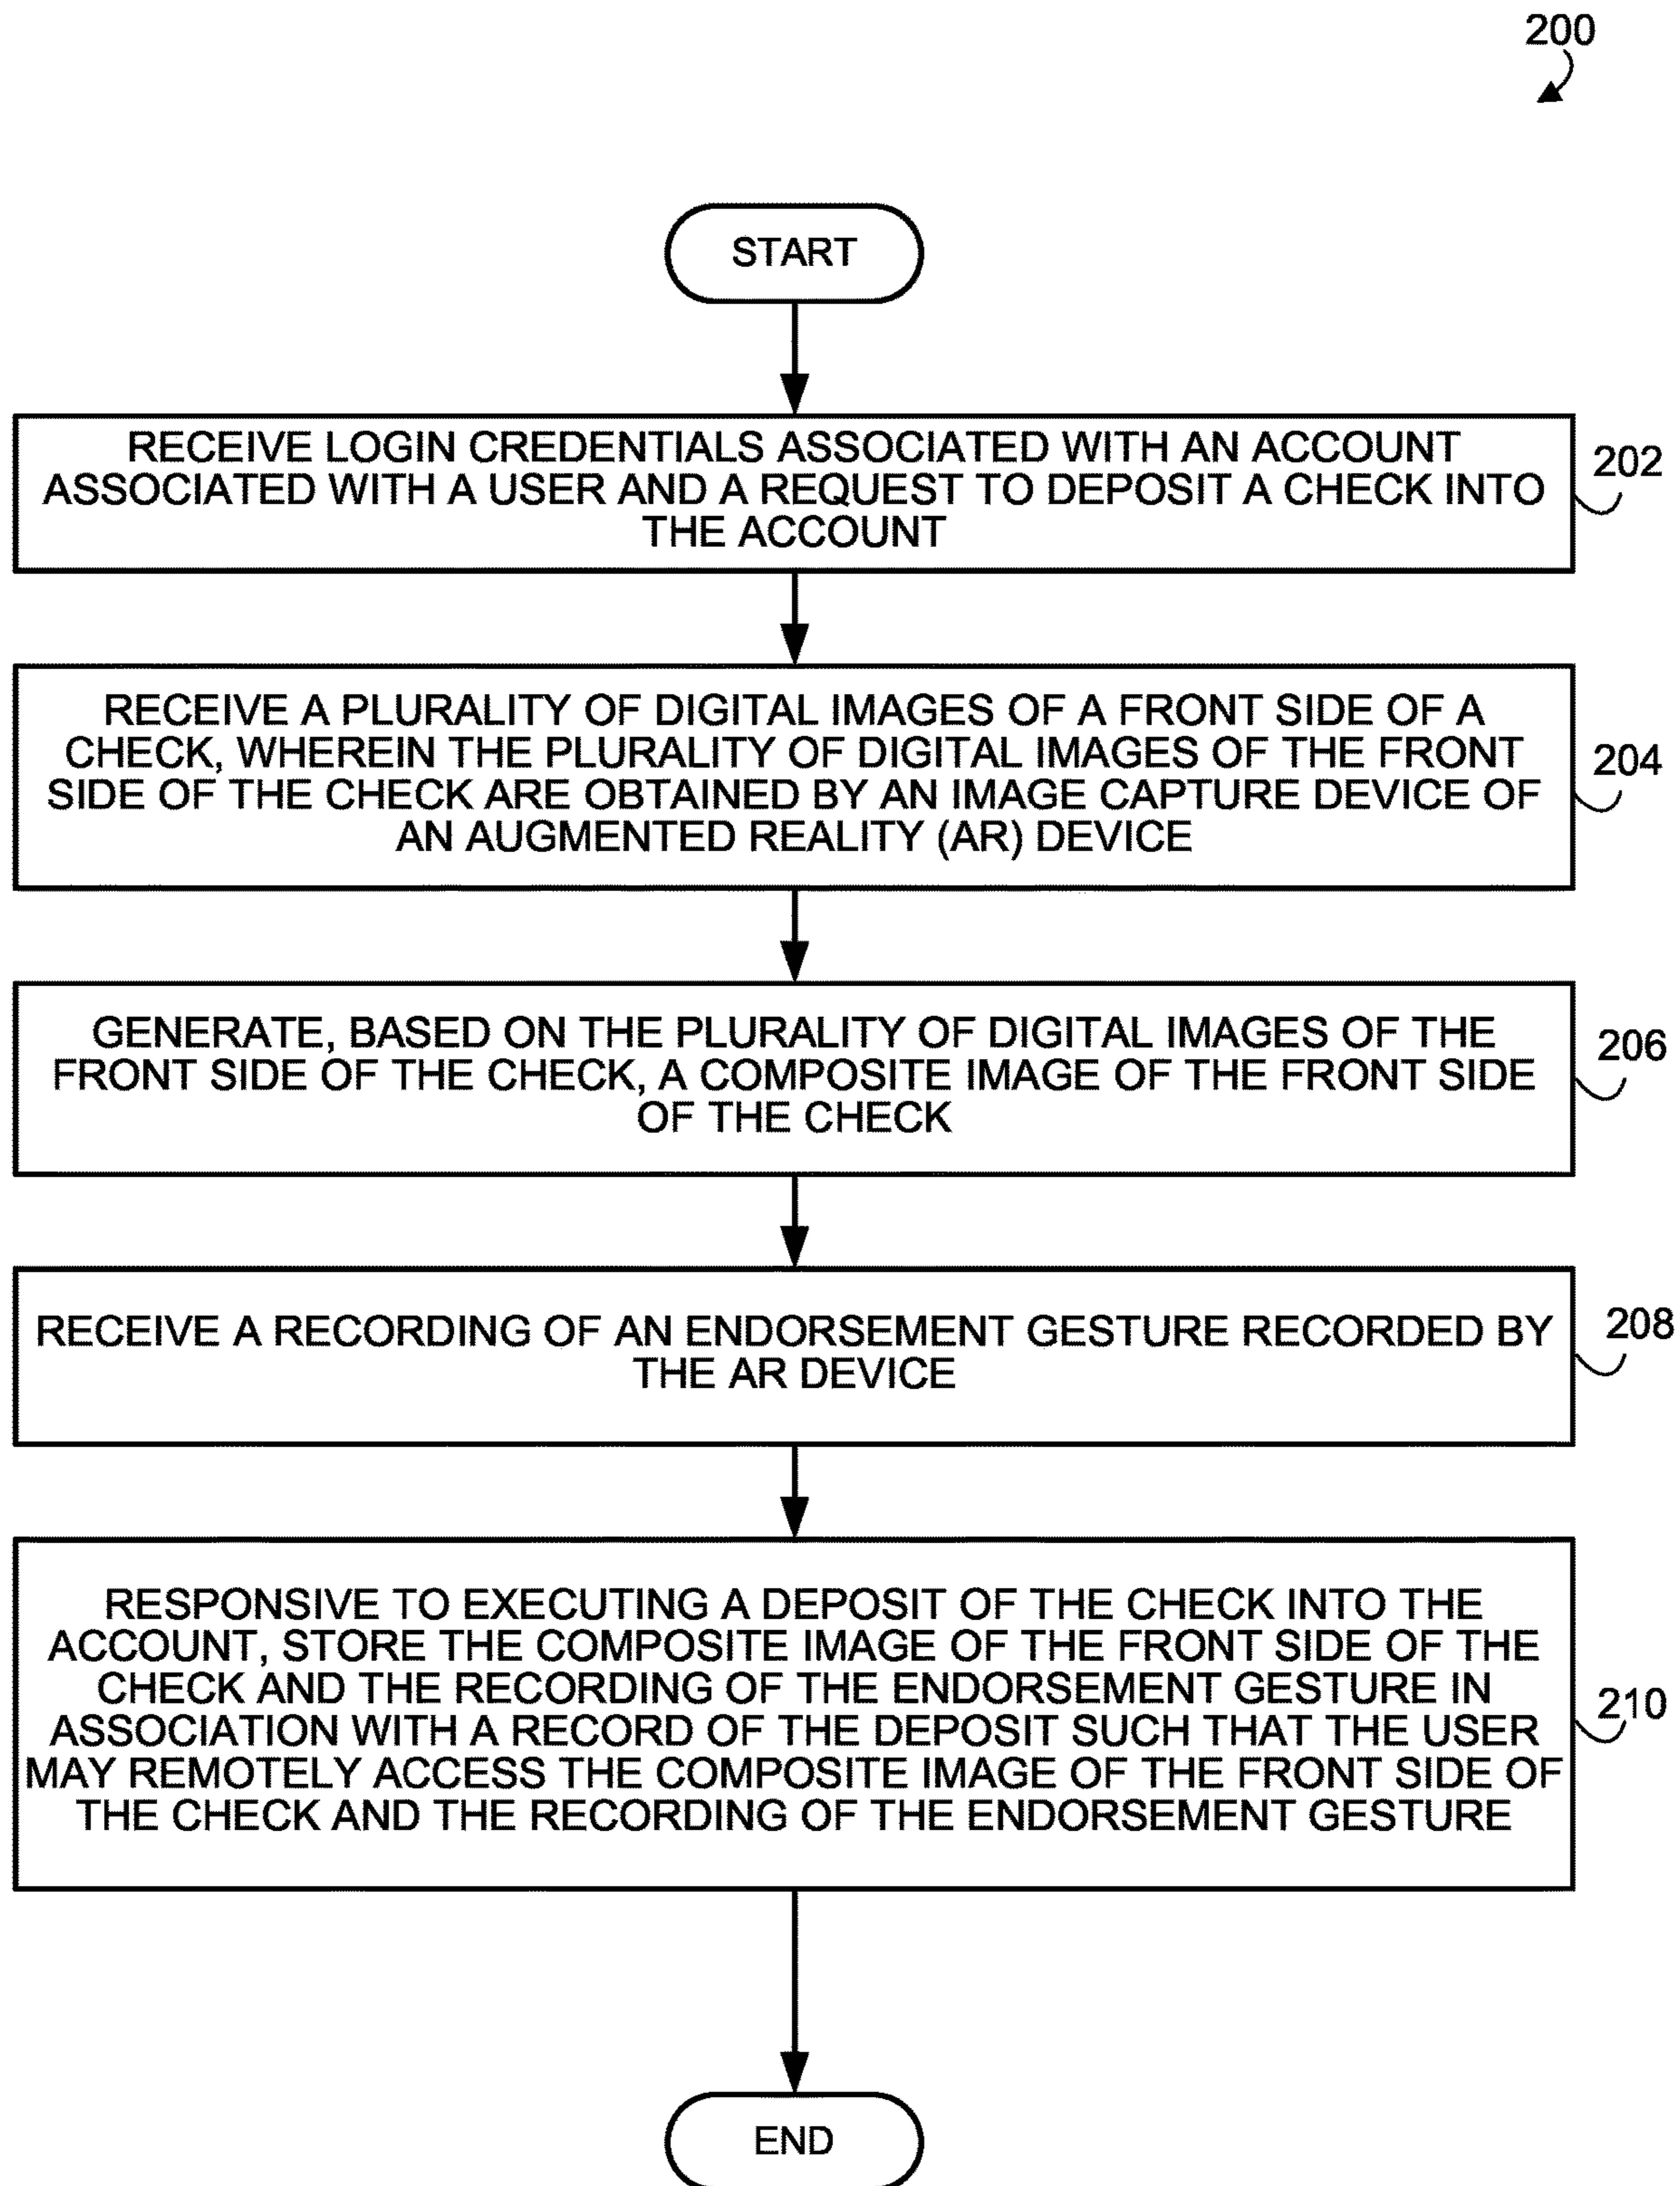 200
START
RECEIVE LOGIN CREDENTIALS ASSOCIATED WITH AN ACCOUNT
ASSOCIATED WITH A USER AND A REQUEST TO DEPOSIT A CHECK INTO
THE ACCOUNT
202
RECEIVE A PLURALITY OF DIGITAL IMAGES OF A FRONT SIDE OF A
CHECK, WHEREIN THE PLURALITY OF DIGITAL IMAGES OF THE FRONT
SIDE OF THE CHECK ARE OBTAINED BY AN IMAGE CAPTURE DEVICE OF
AN AUGMENTED REALITY (AR) DEVICE
204
GENERATE, BASED ON THE PLURALITY OF DIGITAL IMAGES OF THE
FRONT SIDE OF THE CHECK, A COMPOSITE IMAGE OF THE FRONT SIDE
OF THE CHECK
206
RECEIVE A RECORDING OF AN ENDORSEMENT GESTURE RECORDED BY
THE AR DEVICE
208
RESPONSIVE TO EXECUTING A DEPOSIT OF THE CHECK INTO THE
ACCOUNT, STORE THE COMPOSITE IMAGE OF THE FRONT SIDE OF THE
CHECK AND THE RECORDING OF THE ENDORSEMENT GESTURE IN
ASSOCIATION WITH A RECORD OF THE DEPOSIT SUCH THAT THE USER
MAY REMOTELY ACCESS THE COMPOSITE IMAGE OF THE FRONT SIDE OF
THE CHECK AND THE RECORDING OF THE ENDORSEMENT GESTURE
210
END